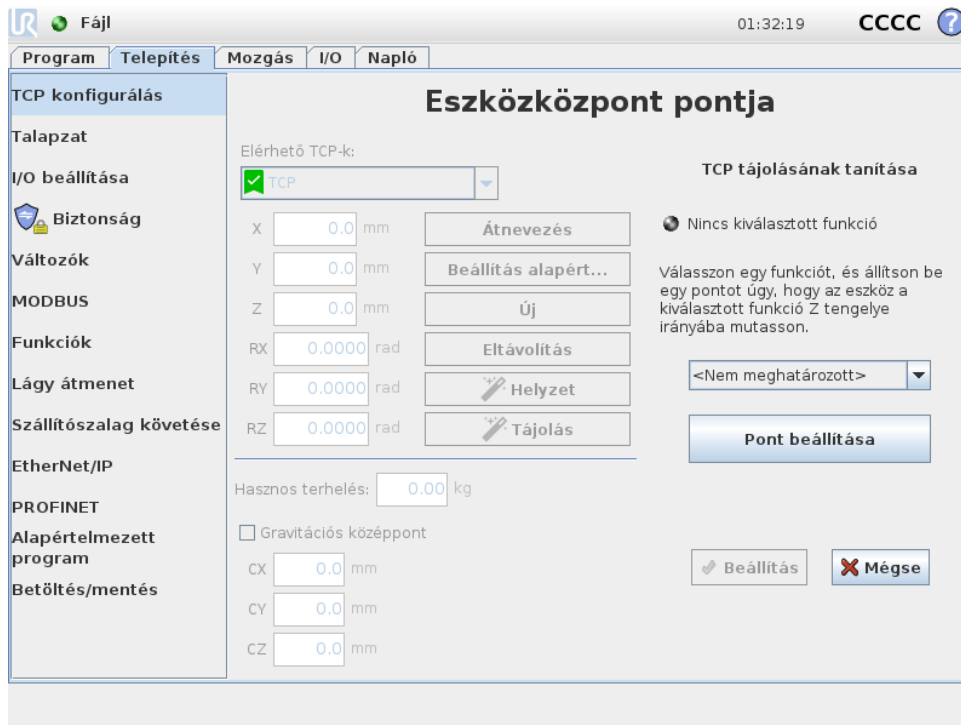 UR Fájl 01:32:19 CCCC ?
Program Telepítés Mozgás I/O Napló
TCP konfigurálás
Talapzat
I/O beállítása
Biztonság
Változók
MODBUS
Funkciók
Lágy átmenet
Szállítószalag követése
EtherNet/IP
PROFINET
Alapértelmezett
program
Betöltés/mentés
Eszközközpont pontja
Elérhető TCP-k:
TCP
X 0.0 mm Átnevezés
Y 0.0 mm Beállítás alapért...
Z 0.0 mm Új
RX 0.0000 rad Eltávolítás
RY 0.0000 rad Helyzet
RZ 0.0000 rad Tájolás
Hasznos terhelés: 0.00 kg
Gravitációs középpont
CX 0.0 mm
CY 0.0 mm
CZ 0.0 mm
TCP tájolásának tanítása
Nincs kiválasztott funkció
Válasszon egy funkciót, és állítson be
egy pontot úgy, hogy az eszköz a
kiválasztott funkció Z tengelye
irányába mutasson.
<Nem meghatározott>
Pont beállítása
Beállítás Mégse